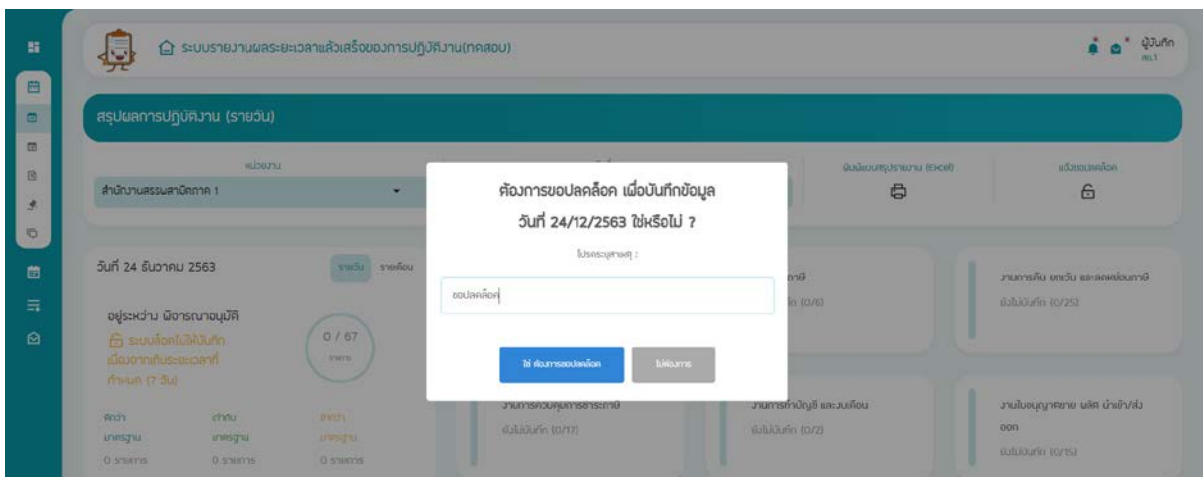 ระบบรายงานผลระยะเวลาแล้วเสร็จของการปฏิบัติงาน(ทดสอบ)
ผู้บันทึก
สภ.1
สรุปผลการปฏิบัติงาน (รายวัน)
หน่วยงาน
สำนักงานสรรพสามิตภาค 1
พิมพ์แบบสรุปรายงาน (Excel)
แจ้งขอปลดล็อค
ต้องการขอปลดล็อค เพื่อบันทึกข้อมูล
วันที่ 24/12/2563 ใช่หรือไม่ ?
โปรดระบุสาเหตุ :
ขอปลดล็อค
ใช่ ต้องการขอปลดล็อค
ไม่ต้องการ
วันที่ 24 ธันวาคม 2563
รายวัน
รายเดือน
อยู่ระหว่าง พิจารณาอนุมัติ
ระบบล็อคไม่ให้บันทึก
เนื่องจากเกินระยะเวลาที่
กำหนด (7 วัน)
0 / 67
รายการ
ต่ำกว่า
มาตรฐาน
0 รายการ
เท่ากับ
มาตรฐาน
0 รายการ
มาตรฐาน
0 รายการ
(0/6)
งานการคืน ยกเว้น และลดหย่อนภาษี
ยังไม่บันทึก (0/25)
งานการควบคุมการชำระภาษี
ยังไม่บันทึก (0/17)
งานการทำบัญชี และงบเดือน
ยังไม่บันทึก (0/2)
งานใบอนุญาตขาย ผลิต นำเข้า/ส่ง
ออก
ยังไม่บันทึก (0/15)